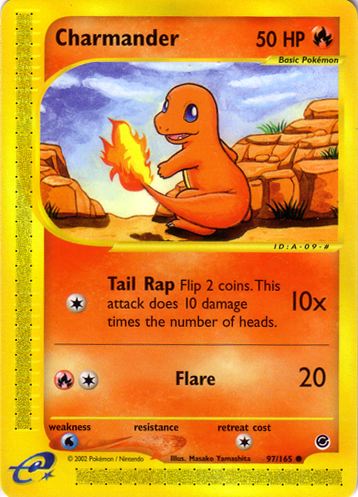 Charmander 50 HP
Basic Pokémon
ID:A-09-#
Tail Rap Flip 2 coins. This
attack does 10 damage 10x
times the number of heads.
Flare 20
weakness resistance retreat cost
Illus. Masako Yamashita
© 2002 Pokémon / Nintendo 97/165 ●
e